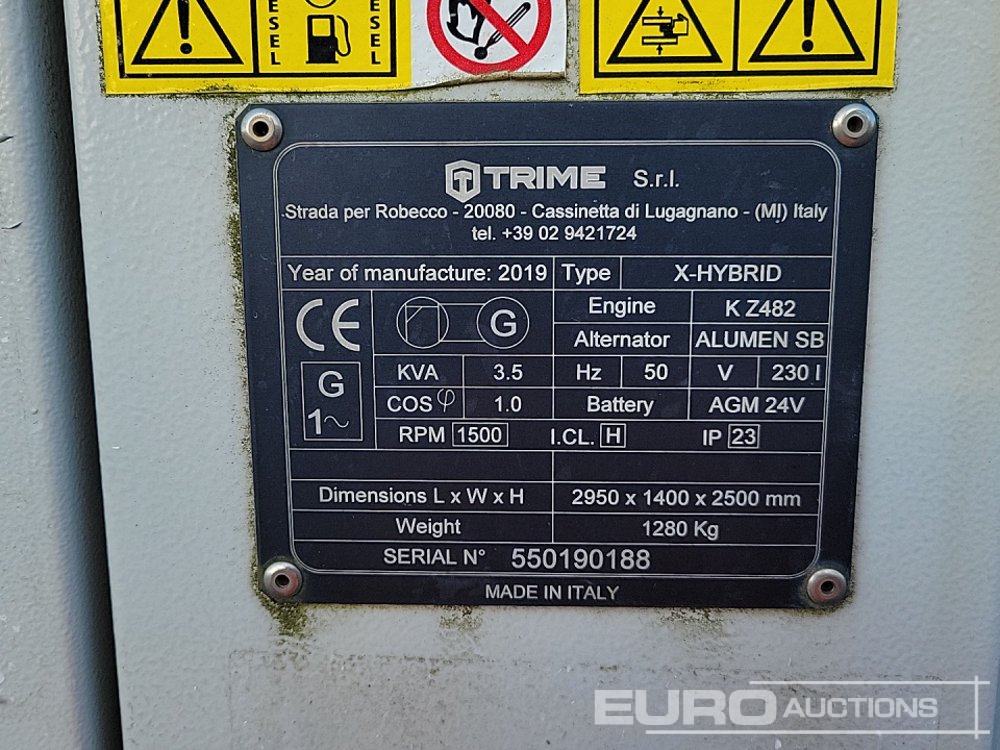 DIESEL
DIESEL
TRIME S.r.l.
Strada per Robecco - 20080 - Cassinetta di Lugagnano - (MI) Italy
tel. +39 02 9421724
Year of manufacture: 2019 Type X-HYBRID
CE G Engine K Z482
Alternator ALUMEN SB
G 1~ KVA 3.5 Hz 50 V 230 I
COS φ 1.0 Battery AGM 24V
RPM 1500 I.CL. H IP 23
Dimensions L x W x H 2950 x 1400 x 2500 mm
Weight 1280 Kg
SERIAL N° 550190188
MADE IN ITALY
EURO AUCTIONS